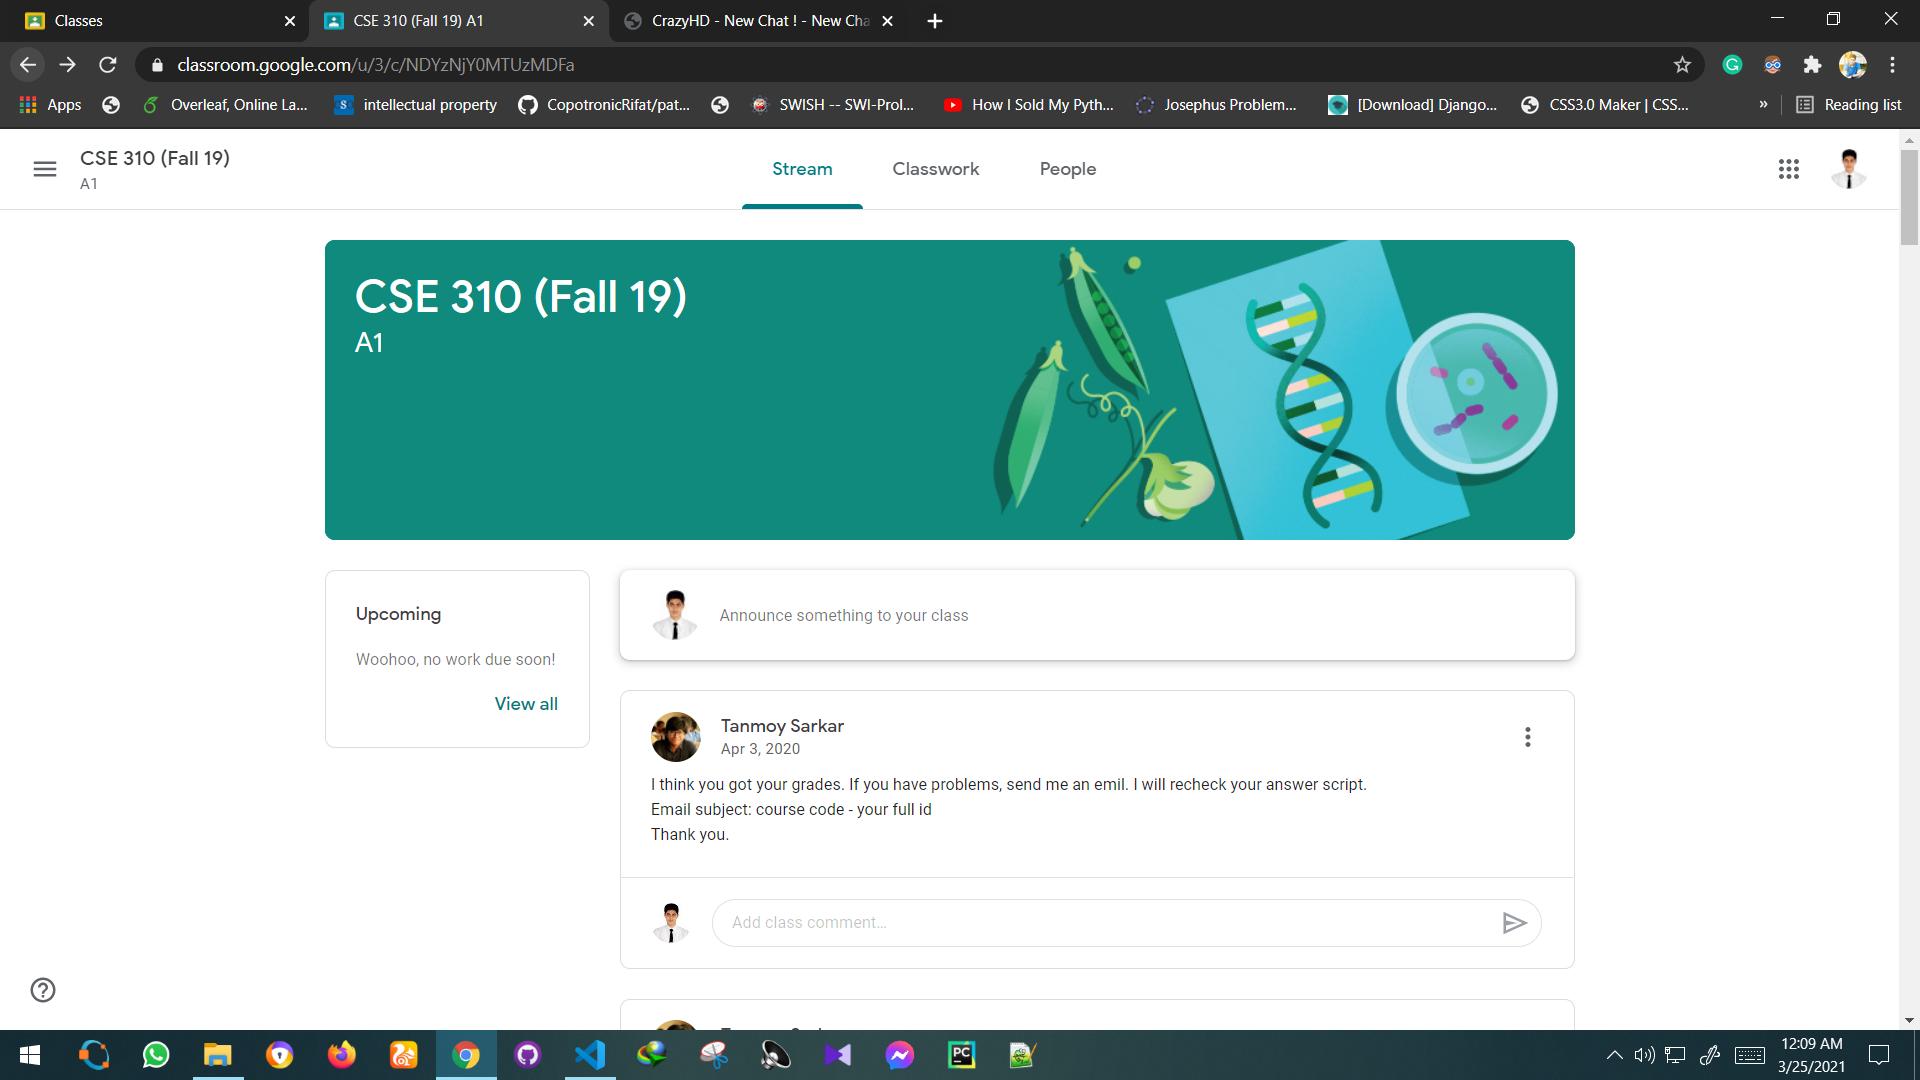 Classes
CSE 310 (Fall 19) A1
CrazyHD - New Chat ! - New Cha
classroom.google.com/u/3/c/NDYzNjY0MTUzMDFa
Apps
Overleaf, Online La...
intellectual property
CopotronicRifat/pat...
SWISH -- SWI-Prol...
How I Sold My Pyth...
Josephus Problem...
[Download] Django...
CSS3.0 Maker | CSS...
»
Reading list
CSE 310 (Fall 19)
A1
Stream
Classwork
People
CSE 310 (Fall 19)
A1
Upcoming
Woohoo, no work due soon!
View all
Announce something to your class
Tanmoy Sarkar
Apr 3, 2020
I think you got your grades. If you have problems, send me an emil. I will recheck your answer script.
Email subject: course code - your full id
Thank you.
Add class comment...
12:09 AM
3/25/2021